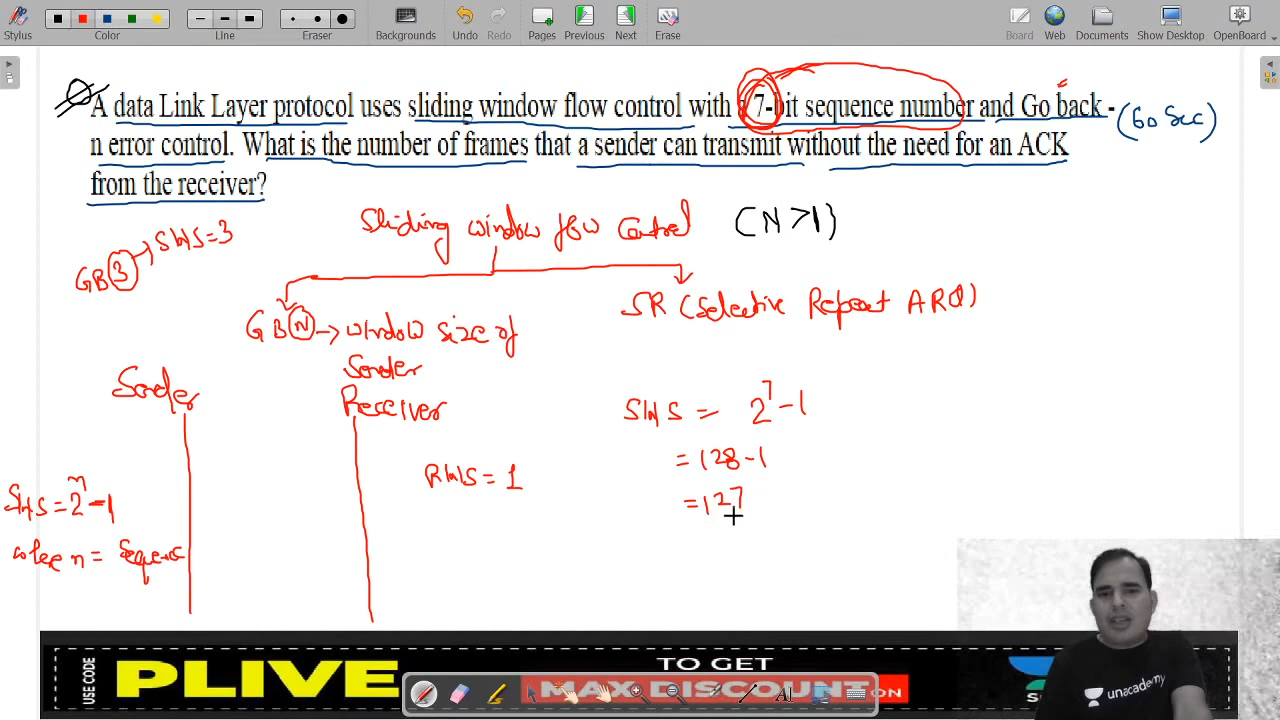 Stylus
Color
Line
Eraser
Backgrounds
Undo
Redo
Pages
Previous
Next
Erase
Board
Web
Documents
Show Desktop
OpenBoard
A data Link Layer protocol uses sliding window flow control with a 7-bit sequence number and Go back -
n error control. What is the number of frames that a sender can transmit without the need for an ACK
from the receiver?
(60 Sec)
Sliding window flow Control (N>1)
GB3 → SWS=3
GBN → window size of
Sender
SR (Selective Repeat ARQ)
Sender
Receiver
RWS = 1
SWS = 2^n - 1
where n = Sequence
SWS = 2^7 - 1
= 128 - 1
= 127
USE CODE
PLIVE
TO GET
MAX DISCOUNT
ON
unacademy